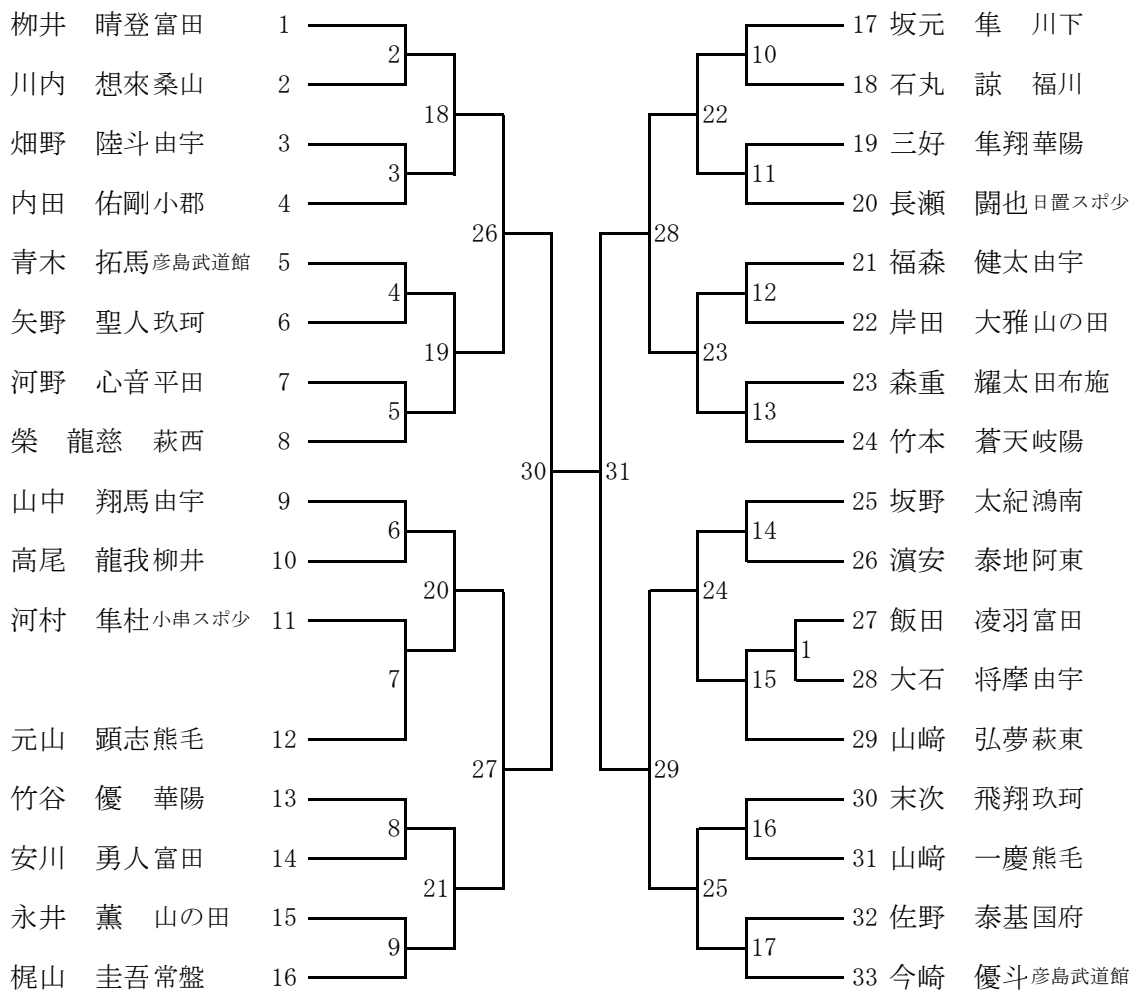 栁井 晴登 富田 1
川内 想來 桑山 2
畑野 陸斗 由宇 3
内田 佑剛 小郡 4
青木 拓馬 彦島武道館 5
矢野 聖人 玖珂 6
河野 心音 平田 7
榮 龍慈 萩西 8
山中 翔馬 由宇 9
高尾 龍我 柳井 10
河村 隼杜 小串スポ少 11
元山 顕志 熊毛 12
竹谷 優 華陽 13
安川 勇人 富田 14
永井 薫 山の田 15
梶山 圭吾 常盤 16
2
3
4
5
6
7
8
9
18
19
20
21
26
27
30
31
28
29
22
23
24
25
10
11
12
13
14
15
1
16
17
17 坂元 隼 川下
18 石丸 諒 福川
19 三好 隼翔 華陽
20 長瀬 闘也 日置スポ少
21 福森 健太 由宇
22 岸田 大雅 山の田
23 森重 耀太 田布施
24 竹本 蒼天 岐陽
25 坂野 太紀 鴻南
26 濵安 泰地 阿東
27 飯田 凌羽 富田
28 大石 将摩 由宇
29 山﨑 弘夢 萩東
30 末次 飛翔 玖珂
31 山﨑 一慶 熊毛
32 佐野 泰基 国府
33 今崎 優斗 彦島武道館